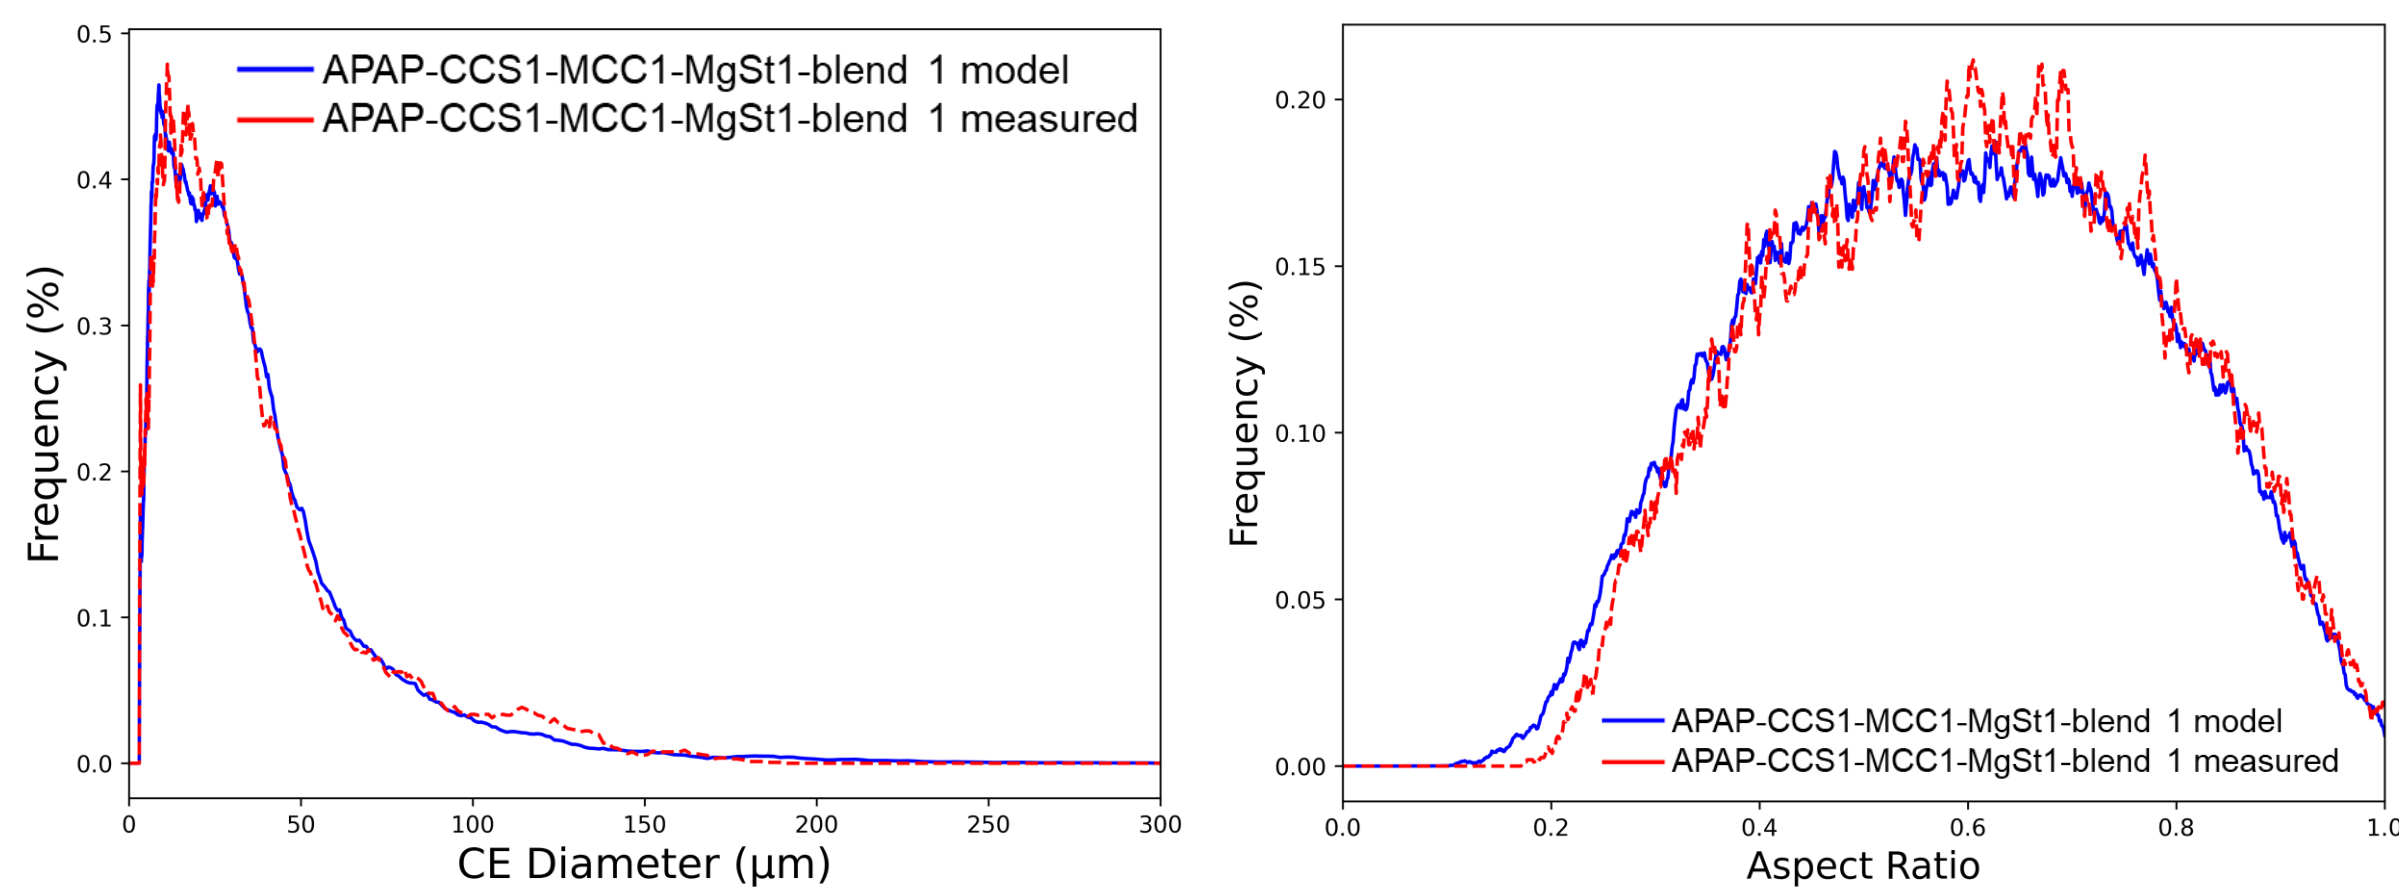 0.5
0.4
0.3
0.2
0.1
0.0
Frequency (%)
APAP-CCS1-MCC1-MgSt1-blend 1 model
APAP-CCS1-MCC1-MgSt1-blend 1 measured
0 50 100 150 200 250 300
CE Diameter (μm)
0.20
0.15
0.10
0.05
0.00
Frequency (%)
APAP-CCS1-MCC1-MgSt1-blend 1 model
APAP-CCS1-MCC1-MgSt1-blend 1 measured
0.0 0.2 0.4 0.6 0.8 1.0
Aspect Ratio